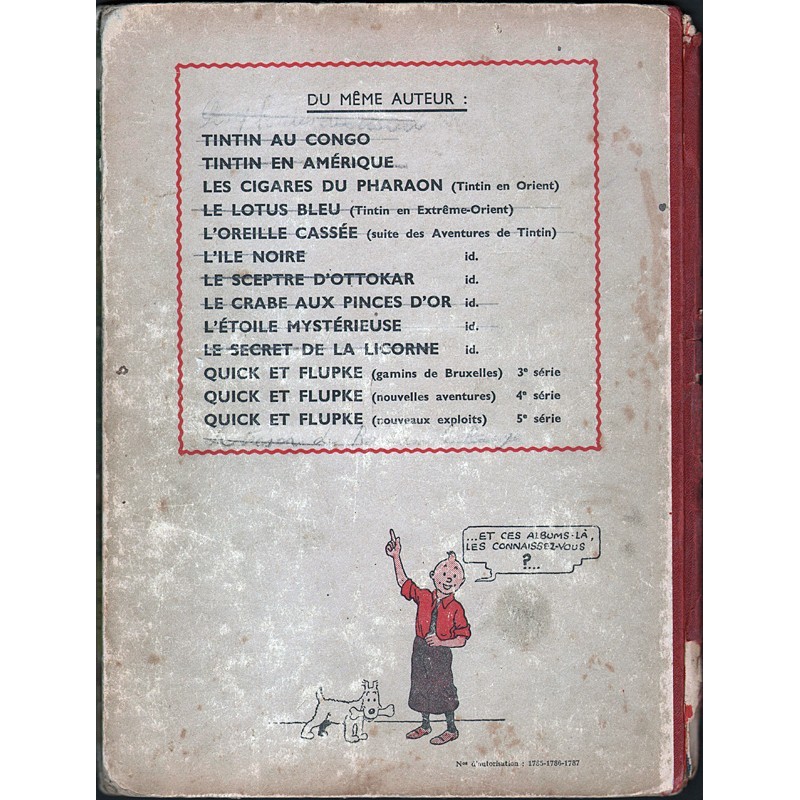 DU MÊME AUTEUR :
TINTIN AU CONGO
TINTIN EN AMÉRIQUE
LES CIGARES DU PHARAON (Tintin en Orient)
LE LOTUS BLEU (Tintin en Extrême-Orient)
L'OREILLE CASSÉE (suite des Aventures de Tintin)
L'ILE NOIRE id.
LE SCEPTRE D'OTTOKAR id.
LE CRABE AUX PINCES D'OR id.
L'ÉTOILE MYSTÉRIEUSE id.
LE SECRET DE LA LICORNE id.
QUICK ET FLUPKE (gamins de Bruxelles) 3e série
QUICK ET FLUPKE (nouvelles aventures) 4e série
QUICK ET FLUPKE (nouveaux exploits) 5e série
...ET CES ALBUMS-LÀ,
LES CONNAISSEZ-VOUS
?...
Nos d'autorisation : 1785-1786-1787